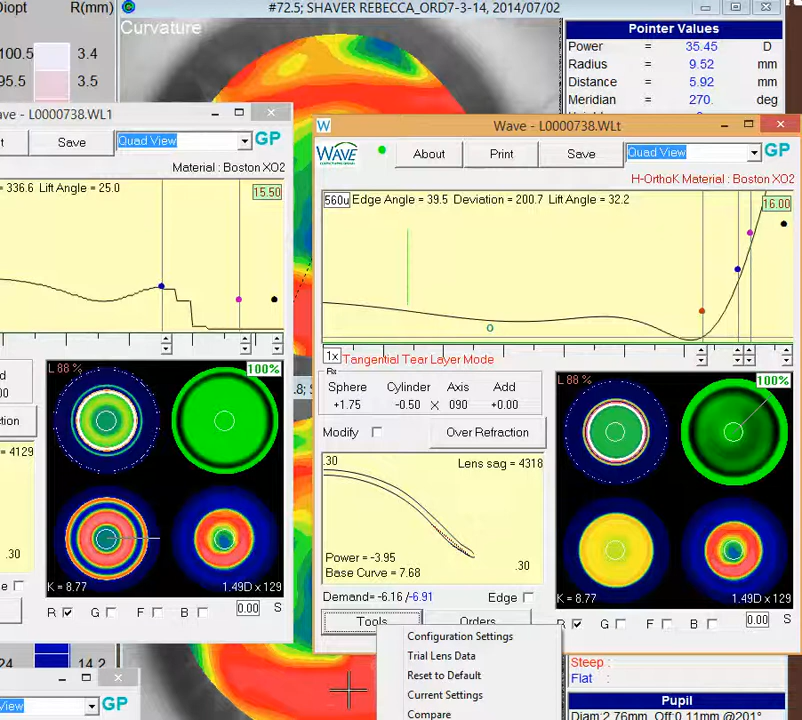 Diopt R(mm)
#72.5; SHAVER REBECCA_ORD7-3-14, 2014/07/02
Curvature
100.5 3.4
95.5 3.5
Pointer Values
Power = 35.45 D
Radius = 9.52 mm
Distance = 5.92 mm
Meridian = 270. deg
ave - L0000738.WL1
Save
Quad View
GP
Material : Boston XO2
336.6 Lift Angle = 25.0
15.50
L 88 %
100%
= 4129
.30
K = 8.77
1.49D x 129
R G F B 0.00 S
24 14.2
View
GP
W
Wave - L0000738.WLt
WAVE
About
Print
Save
Quad View
GP
H-OrthoK Material : Boston XO2
560u Edge Angle = 39.5 Deviation = 200.7 Lift Angle = 32.2
16.00
1x Tangential Tear Layer Mode
Rx
Sphere Cylinder Axis Add
+1.75 -0.50 X 090 +0.00
Modify
Over Refraction
.30
Lens sag = 4318
Power = -3.95
Base Curve = 7.68
.30
Demand= -6.16 /-6.91
Edge
L 88 %
100%
K = 8.77
1.49D x 129
Tools
Orders
R G F B 0.00 S
Configuration Settings
Trial Lens Data
Reset to Default
Current Settings
Compare
Steep :
Flat :
Pupil
Diam:2.76mm, Off:0.11mm @201°